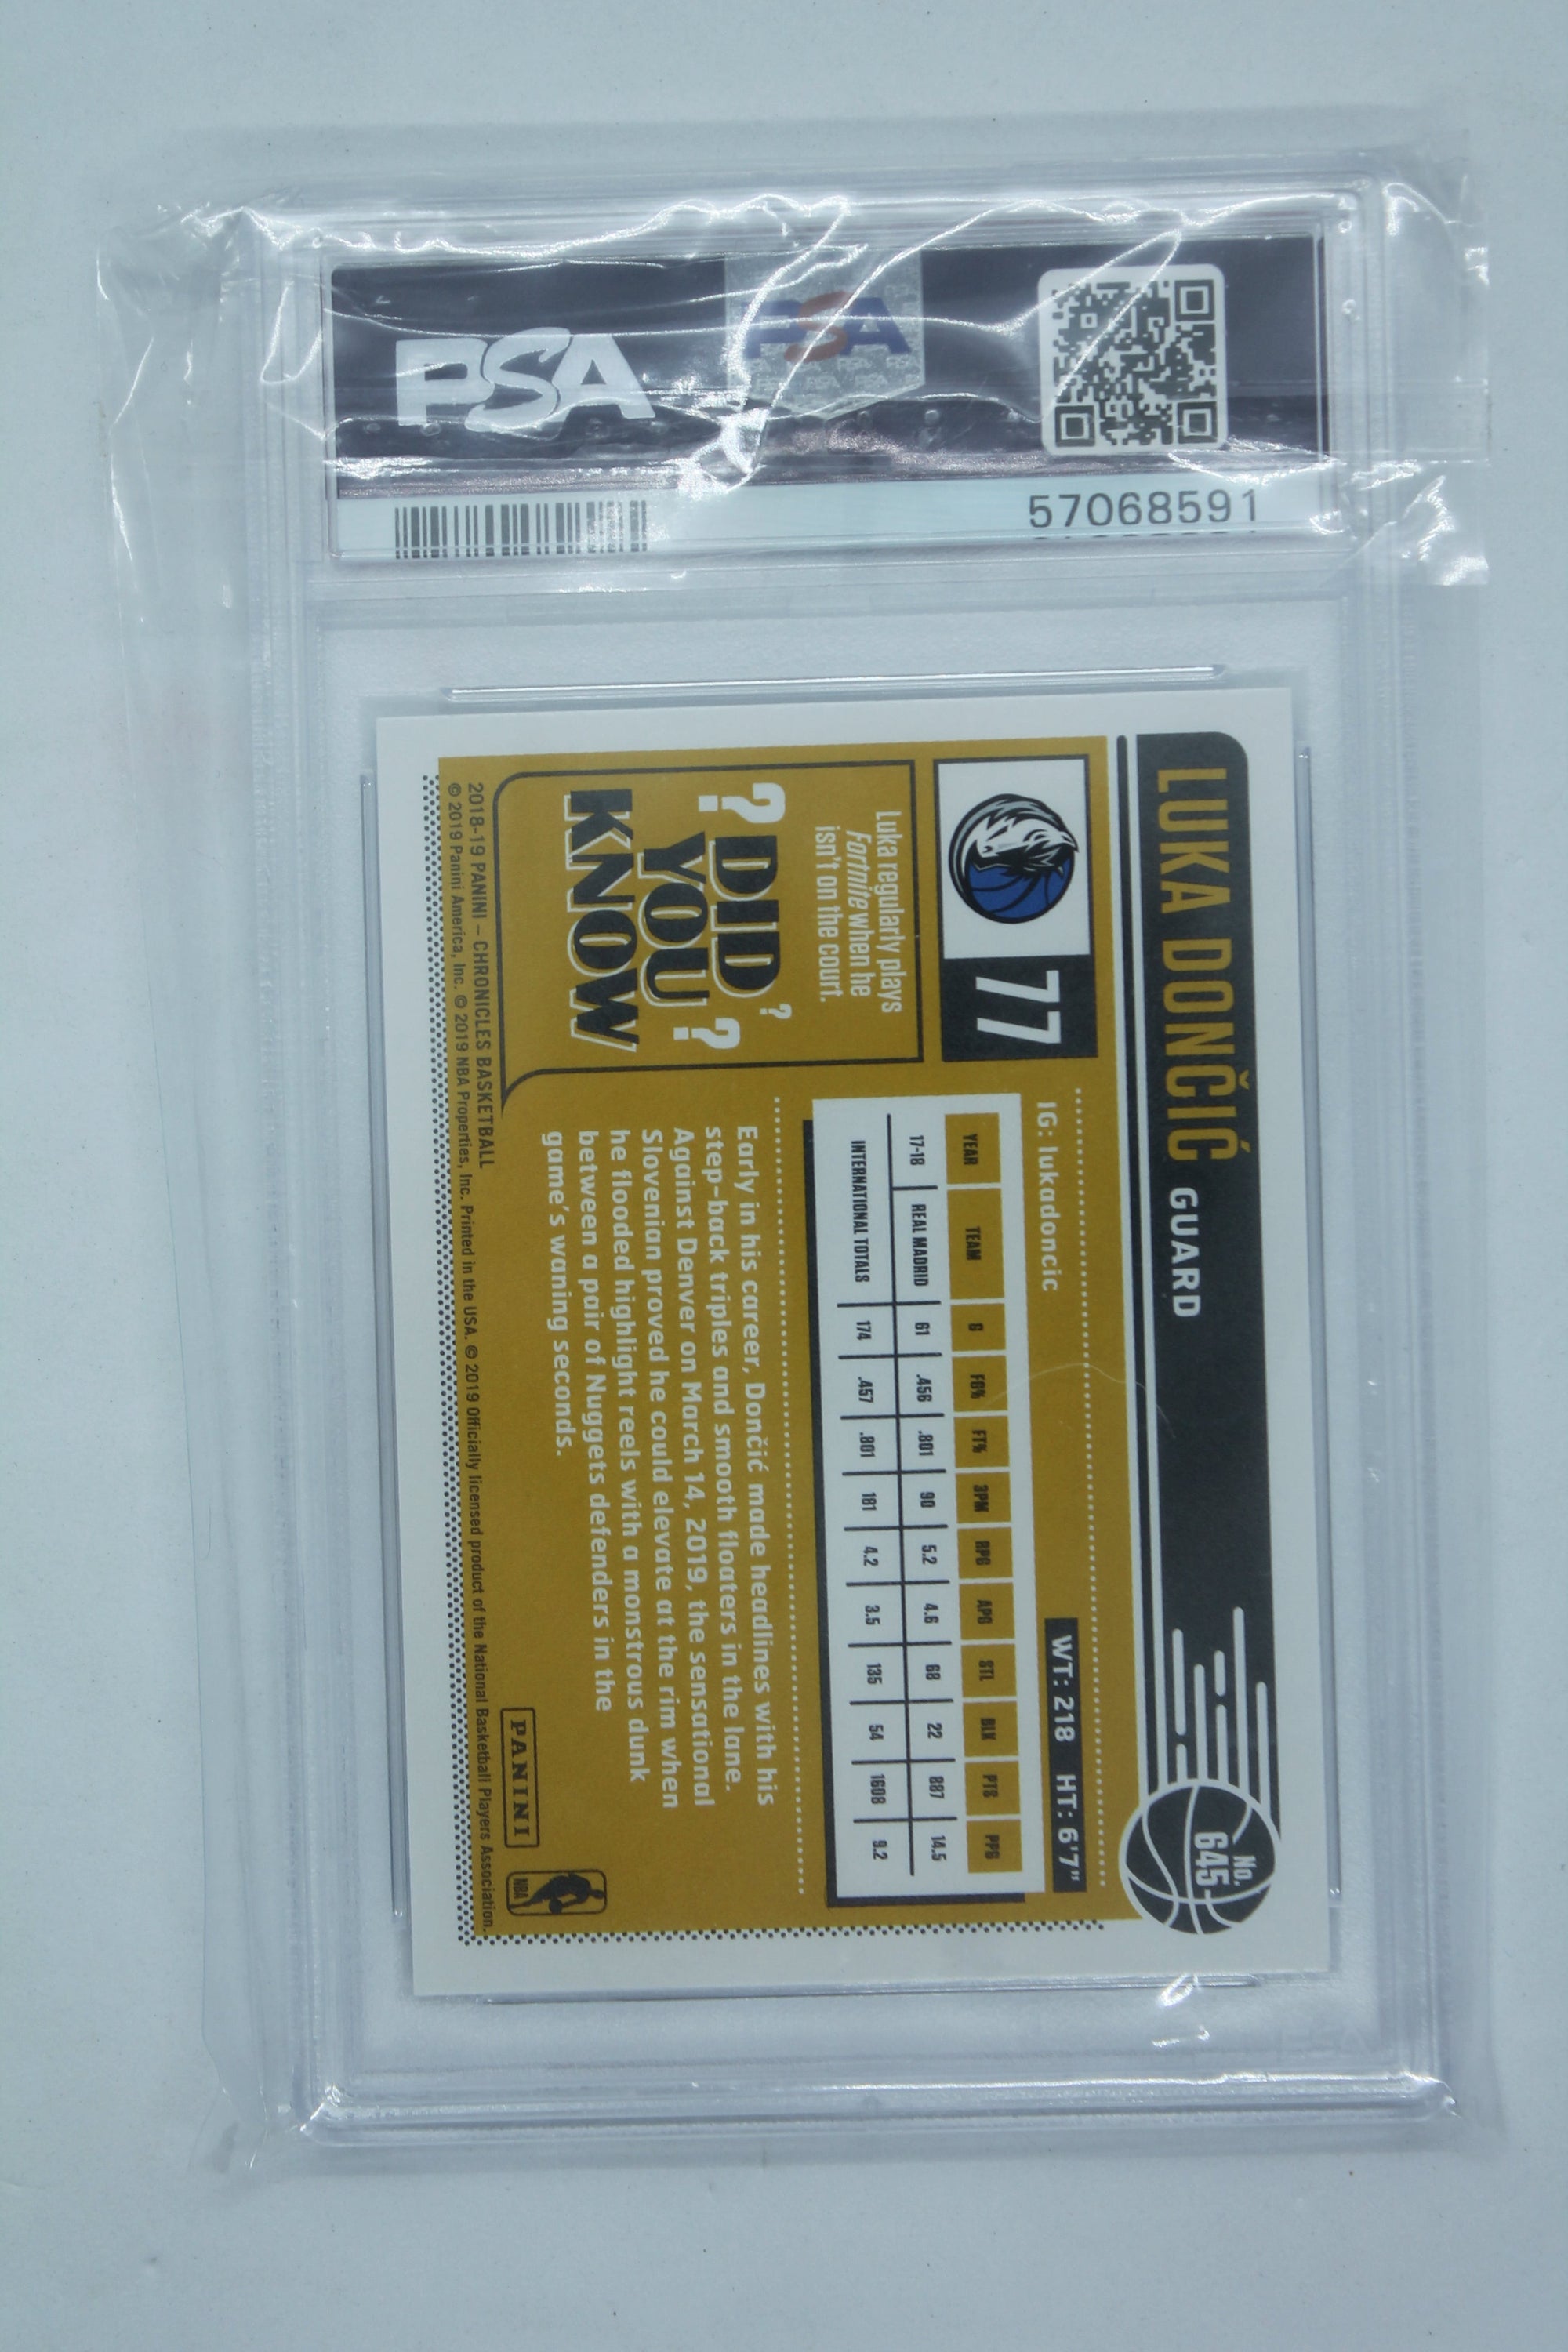 PSA
PSA
57068591
LUKA DONČIĆ GUARD
No.
645
77
IG: lukadoncic
WT: 218 HT: 6'7"
YEAR TEAM G FG% FT% 3PM RPG APG STL BLK PTS PPG
17-18 REAL MADRID 61 .456 .801 90 5.2 4.6 68 22 887 14.5
INTERNATIONAL TOTALS 174 .457 .801 181 4.2 3.5 135 54 1608 9.2
Luka regularly plays
Fortnite when he
isn't on the court.
? DID ?
YOU ?
KNOW
Early in his career, Dončić made headlines with his
step-back triples and smooth floaters in the lane.
Against Denver on March 14, 2019, the sensational
Slovenian proved he could elevate at the rim when
he flooded highlight reels with a monstrous dunk
between a pair of Nuggets defenders in the
game's waning seconds.
PANINI
NBA
2018-19 PANINI – CHRONICLES BASKETBALL
© 2019 Panini America, Inc. © 2019 NBA Properties, Inc. Printed in the USA. © 2019 Officially licensed product of the National Basketball Players Association.